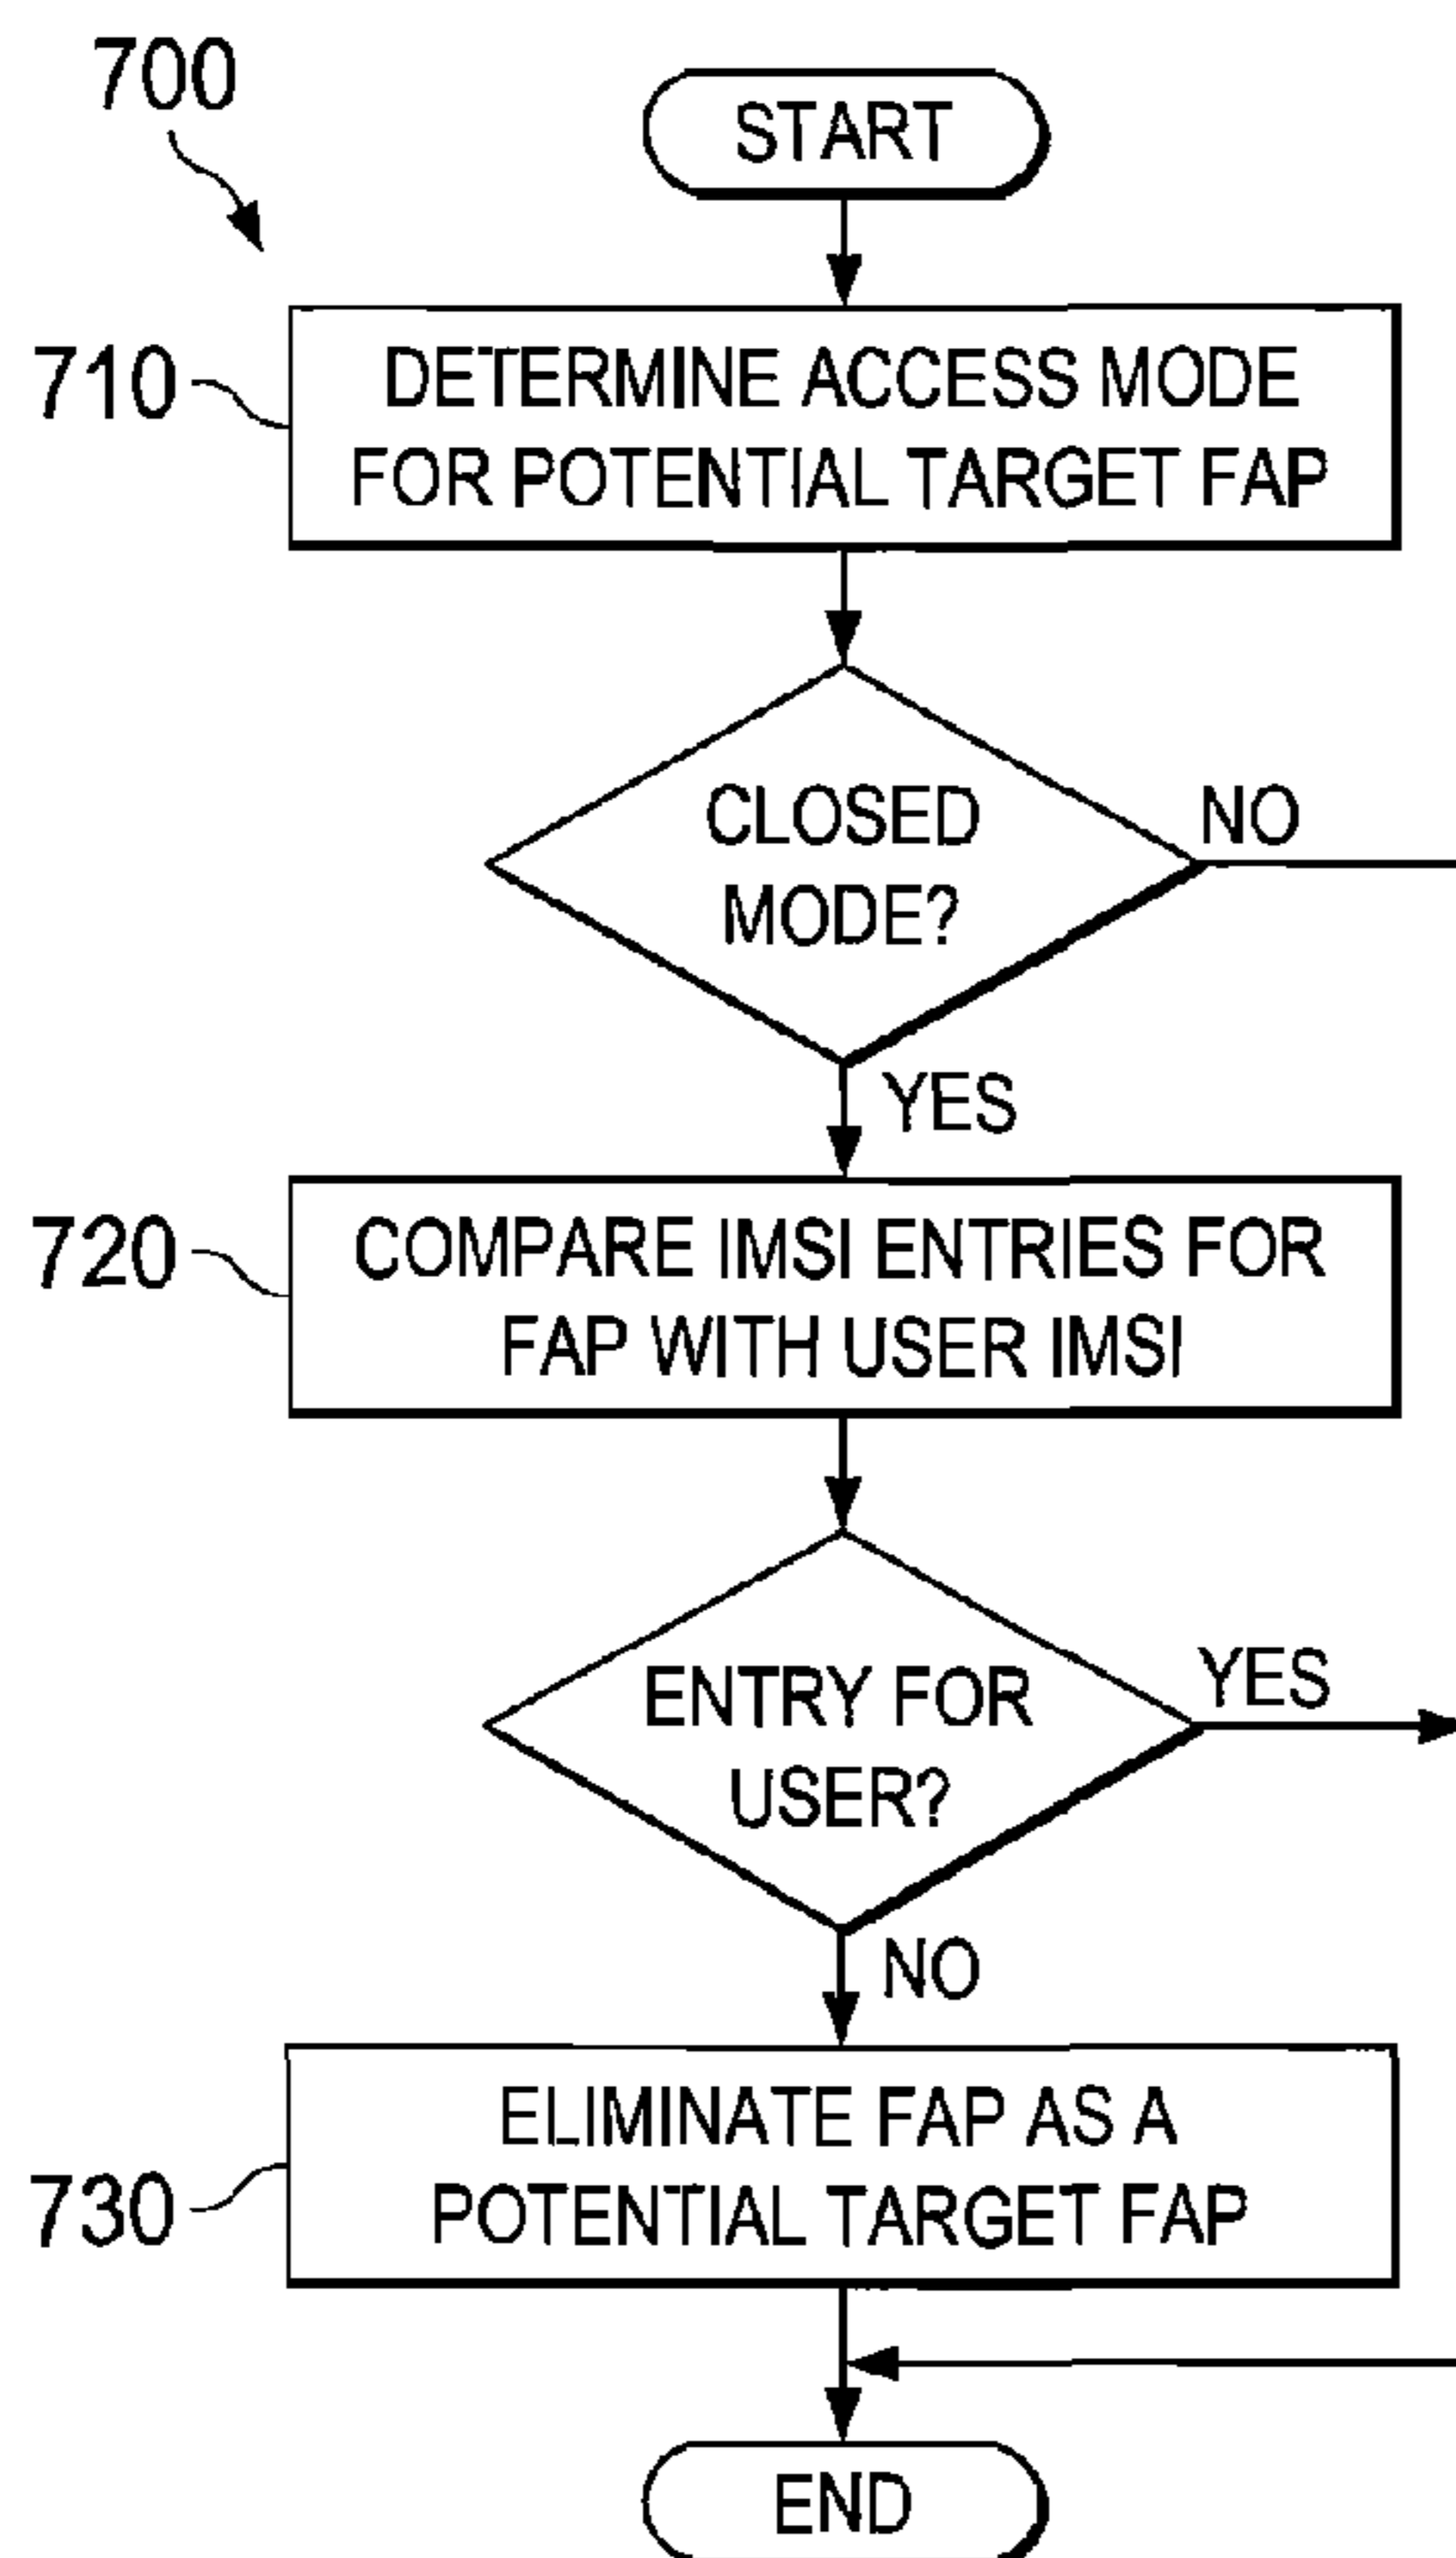 700
START
710
DETERMINE ACCESS MODE
FOR POTENTIAL TARGET FAP
CLOSED
MODE?
NO
YES
720
COMPARE IMSI ENTRIES FOR
FAP WITH USER IMSI
ENTRY FOR
USER?
YES
NO
730
ELIMINATE FAP AS A
POTENTIAL TARGET FAP
END